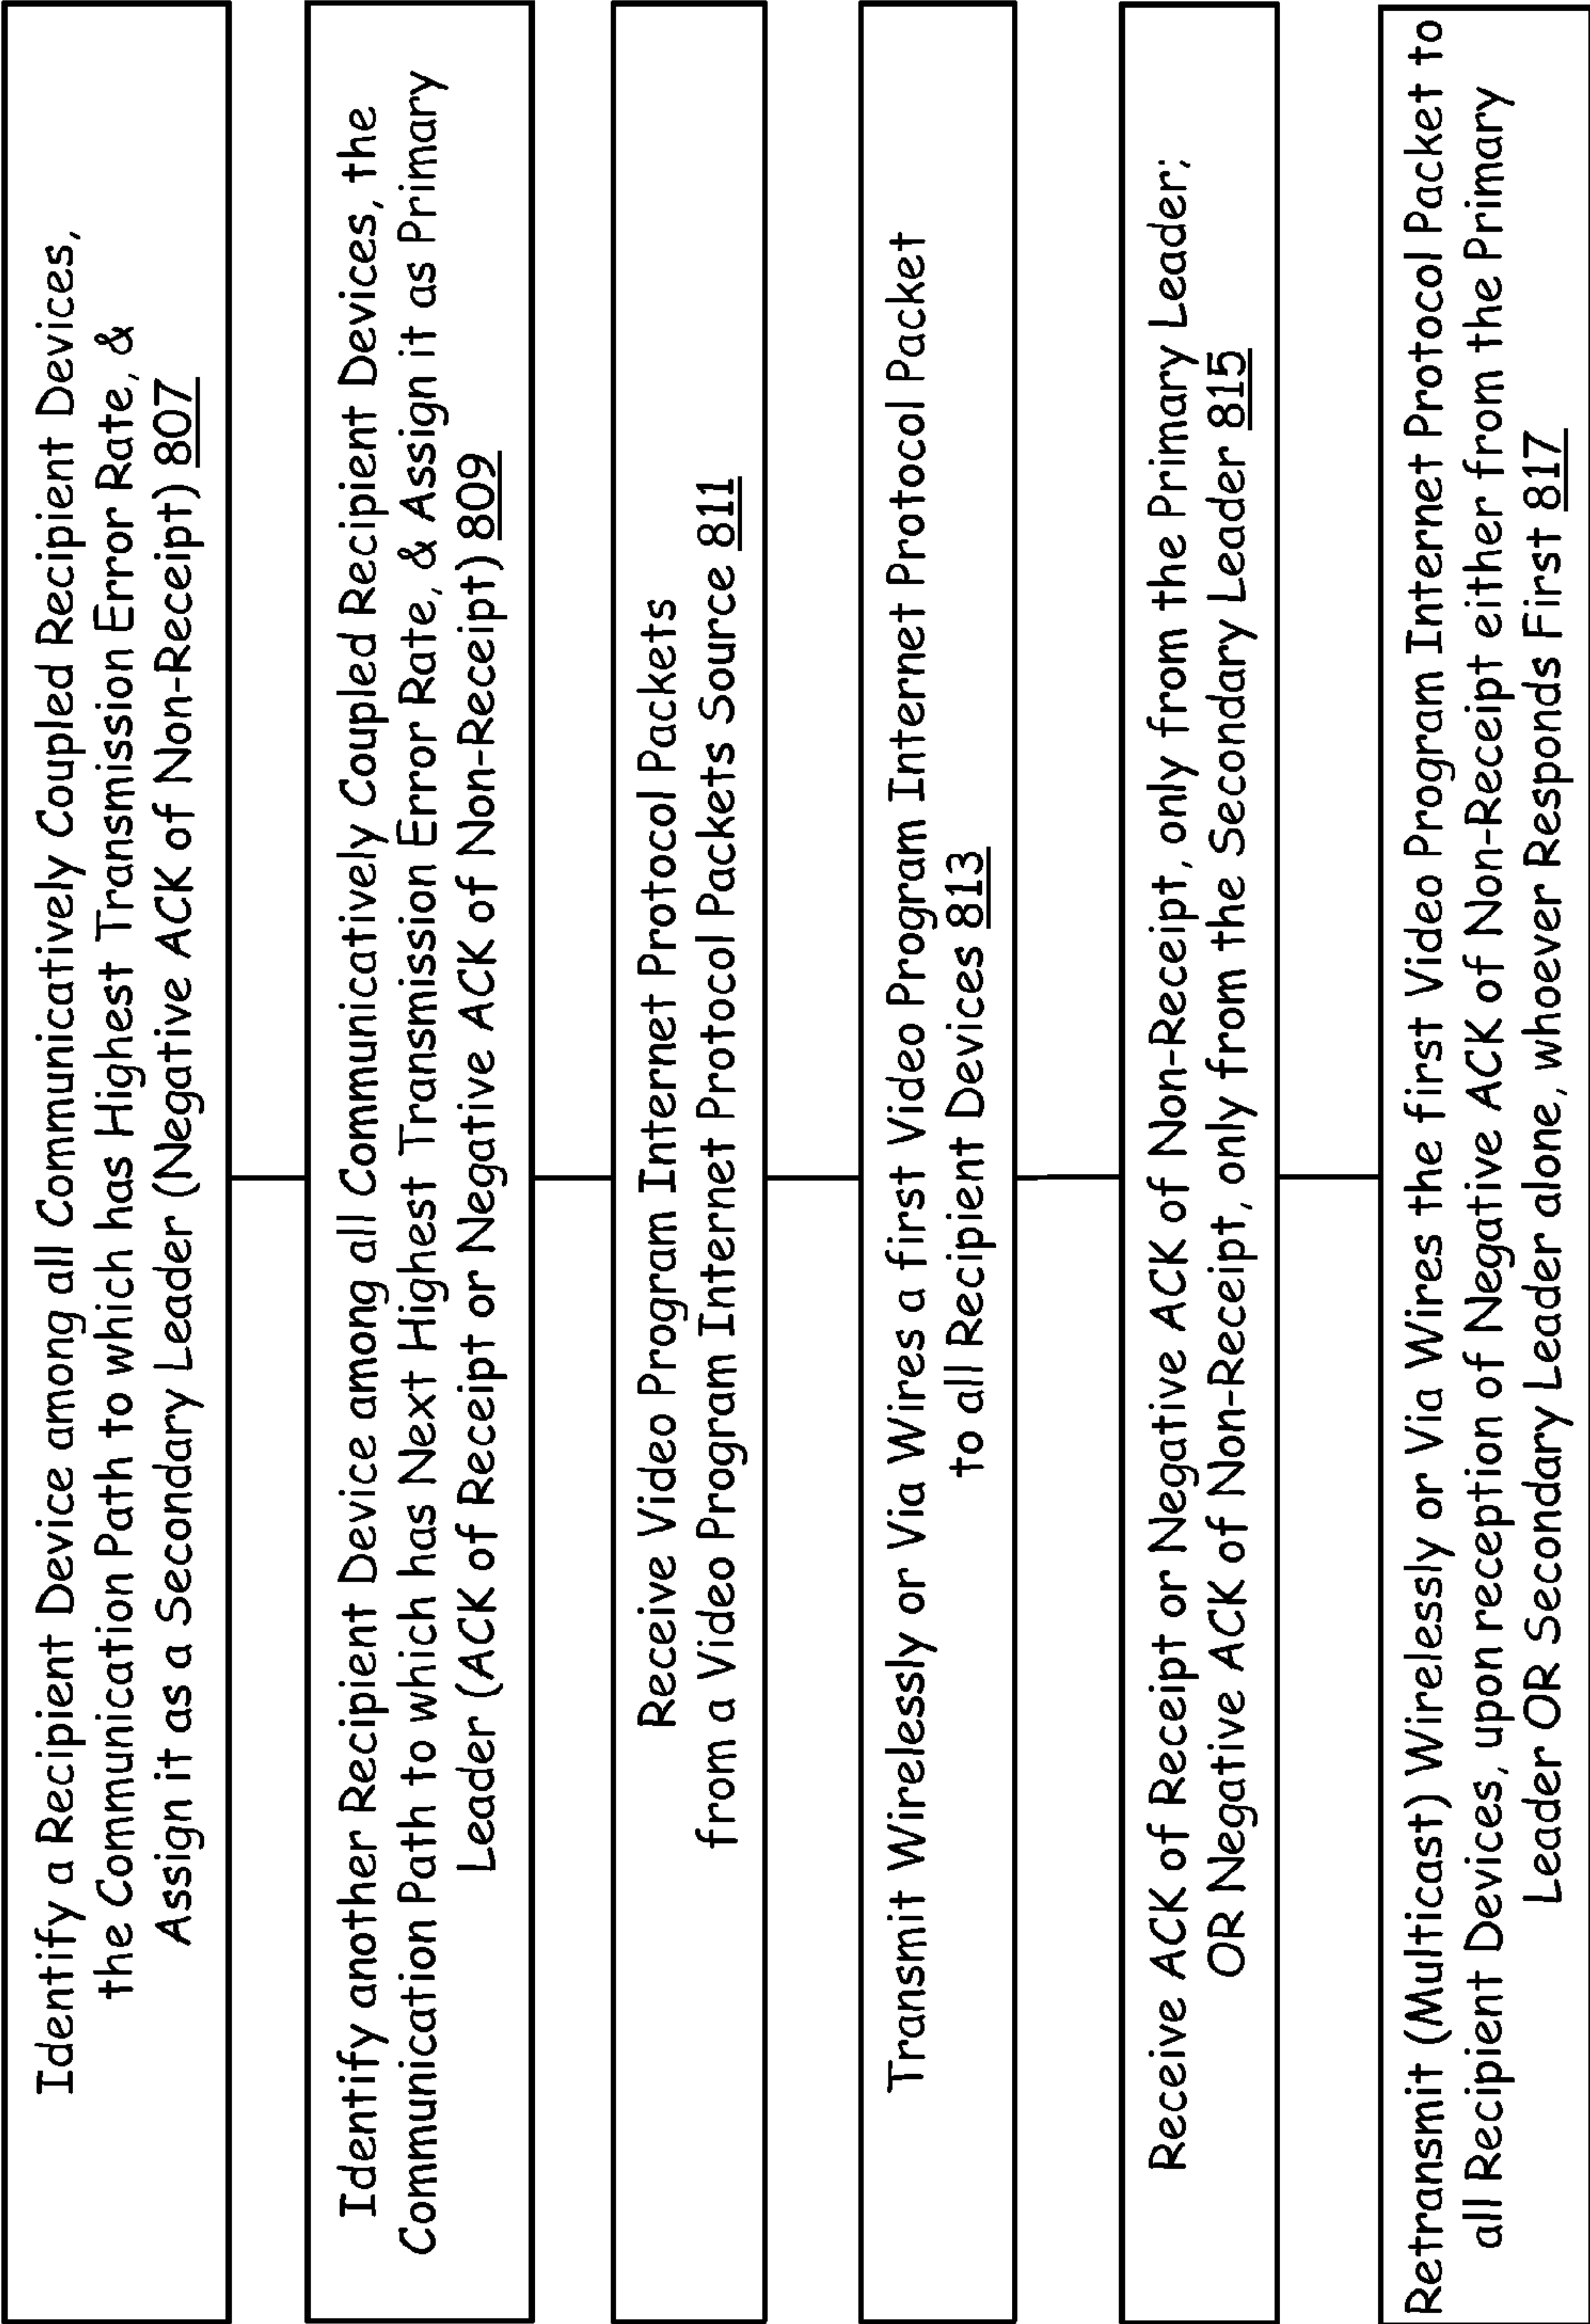 Identify a Recipient Device among all Communicatively Coupled Recipient Devices,
the Communication Path to which has Highest Transmission Error Rate, &
Assign it as a Secondary Leader (Negative ACK of Non-Receipt) 807
Identify another Recipient Device among all Communicatively Coupled Recipient Devices, the
Communication Path to which has Next Highest Transmission Error Rate, & Assign it as Primary
Leader (ACK of Receipt or Negative ACK of Non-Receipt) 809
Receive Video Program Internet Protocol Packets
from a Video Program Internet Protocol Packets Source 811
Transmit Wirelessly or Via Wires a first Video Program Internet Protocol Packet
to all Recipient Devices 813
Receive ACK of Receipt or Negative ACK of Non-Receipt, only from the Primary Leader;
OR Negative ACK of Non-Receipt, only from the Secondary Leader 815
Retransmit (Multicast) Wirelessly or Via Wires the first Video Program Internet Protocol Packet to
all Recipient Devices, upon reception of Negative ACK of Non-Receipt either from the Primary
Leader OR Secondary Leader alone, whoever Responds First 817